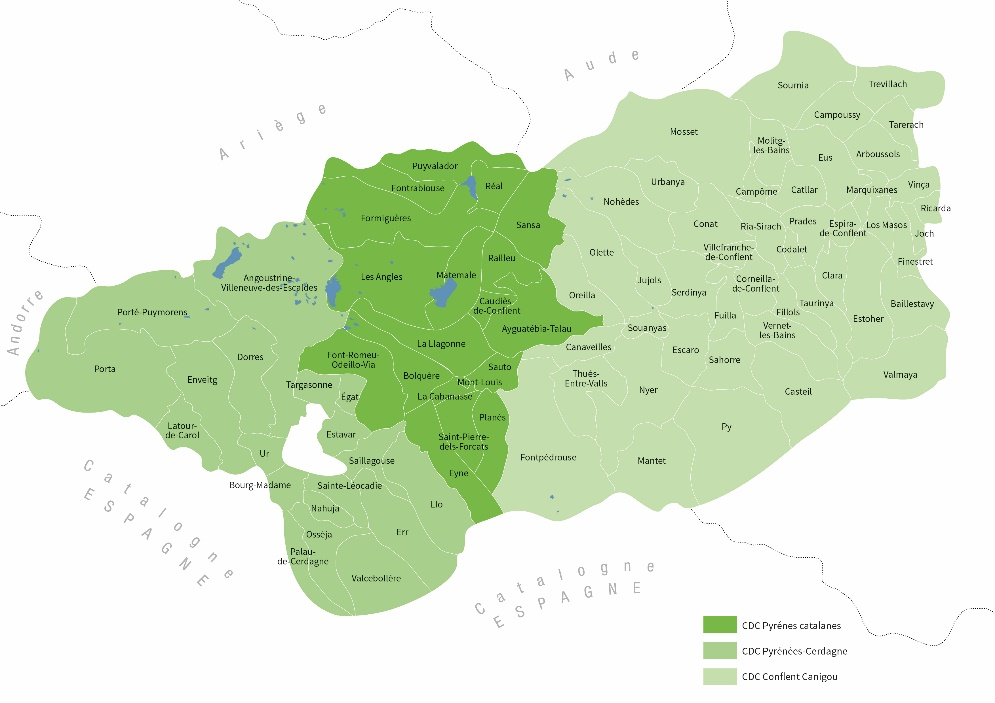 Aude
Ariège
Andorre
Catalogne
ESPAGNE
Catalogne
ESPAGNE
Sournia
Trevillach
Campoussy
Tarerach
Mosset
Molitg-
les-Bains
Eus
Arboussols
Puyvalador
Fontrabiouse
Réal
Urbanya
Nohèdes
Campôme
Catllar
Marquixanes
Vinça
Ricarda
Formiguères
Sansa
Conat
Ria-Sirach
Prades
Espira-
de-Conflent
Los Masos
Joch
Railleu
Olette
Villefranche-
de-Conflent
Codalet
Finestret
Angoustrine-
Villeneuve-des-Escaldes
Les Angles
Matemale
Caudiès-
de-Conflent
Oreilla
Jujols
Serdinya
Corneilla-
de-Conflent
Clara
Taurinya
Baillestavy
Porté-Puymorens
Ayguatébia-Talau
Souanyas
Fuilla
Fillols
Vernet-
les-Bains
Estoher
La Llagonne
Canaveilles
Escaro
Sahorre
Porta
Enveitg
Dorres
Font-Romeu-
Odeillo-Via
Bolquère
Sauto
Mont-Louis
La Cabanasse
Thuès-
Entre-Valls
Nyer
Casteil
Valmaya
Targasonne
Egat
Planès
Saint-Pierre-
dels-Forcats
Py
Latour-
de Carol
Ur
Estavar
Saillagouse
Eyne
Fontpédrouse
Mantet
Bourg-Madame
Sainte-Léocadie
Nahuja
Llo
Osséja
Err
Palau-
de-Cerdagne
Valcebollère
CDC Pyrénes catalanes
CDC Pyrénées-Cerdagne
CDC Conflent Canigou